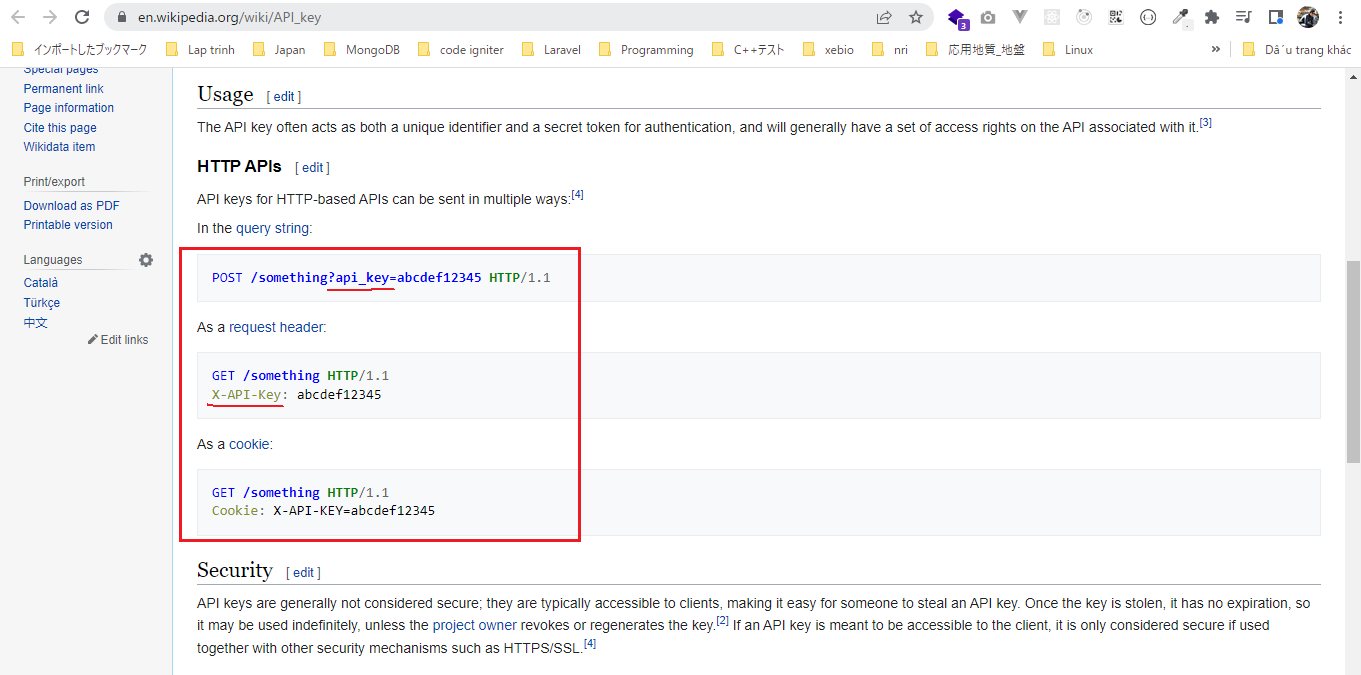 en.wikipedia.org/wiki/API_key
3
インポートしたブックマーク Lap trinh Japan MongoDB code igniter Laravel Programming C++テスト xebio nri 応用地質_地盤 Linux » Dấu trang khác
Special pages
Permanent link
Page information
Cite this page
Wikidata item
Print/export
Download as PDF
Printable version
Languages
Català
Türkçe
中文
Edit links
Usage [ edit ]
The API key often acts as both a unique identifier and a secret token for authentication, and will generally have a set of access rights on the API associated with it.[3]
HTTP APIs [ edit ]
API keys for HTTP-based APIs can be sent in multiple ways:[4]
In the query string:
POST /something?api_key=abcdef12345 HTTP/1.1
As a request header:
GET /something HTTP/1.1
X-API-Key: abcdef12345
As a cookie:
GET /something HTTP/1.1
Cookie: X-API-KEY=abcdef12345
Security [ edit ]
API keys are generally not considered secure; they are typically accessible to clients, making it easy for someone to steal an API key. Once the key is stolen, it has no expiration, so
it may be used indefinitely, unless the project owner revokes or regenerates the key.[2] If an API key is meant to be accessible to the client, it is only considered secure if used
together with other security mechanisms such as HTTPS/SSL.[4]